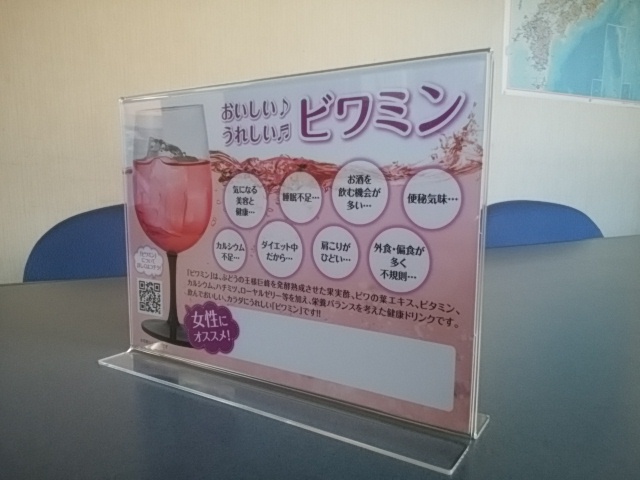 おいしい♪
うれしい♬
ビワミン
気になる
美容と
健康…
睡眠不足…
お酒を
飲む機会が
多い…
便秘気味…
カルシウム
不足…
ダイエット中
だから…
肩こりが
ひどい…
外食・偏食が
多く
不規則…
「ビワミン」は、ぶどうの王様巨峰を発酵熟成させた果実酢、ビワの葉エキス、ビタミン、
カルシウム、ハチミツ、ローヤルゼリー等を加え、栄養バランスを考えた健康ドリンクです。
飲んでおいしい、カラダにうれしい「ビワミン」です!!
女性に
オススメ!